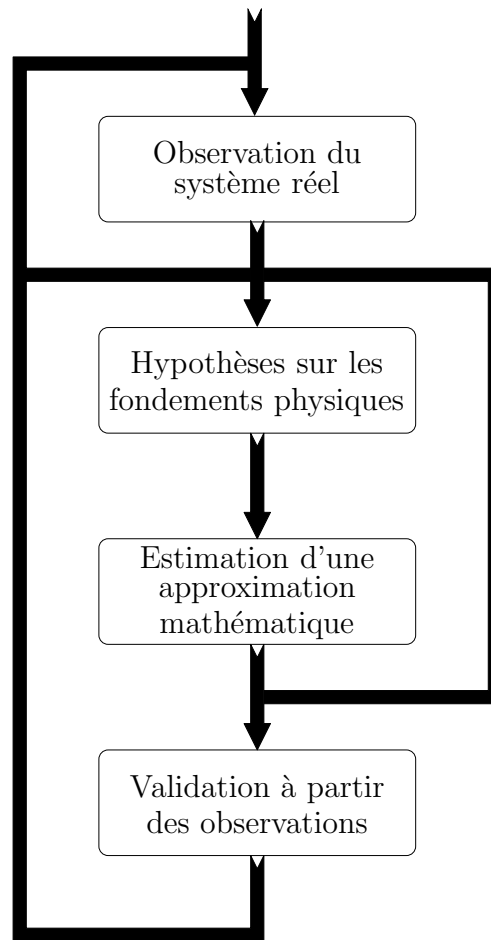 Observation du
système réel
Hypothèses sur les
fondements physiques
Estimation d'une
approximation
mathématique
Validation à partir
des observations